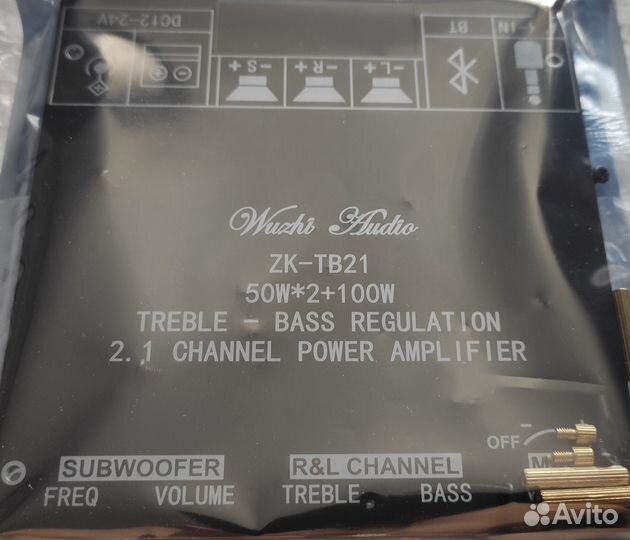 DC12-24V
BT
-S+
-R+
-L+
Wuzhi Audio
ZK-TB21
50W*2+100W
TREBLE - BASS REGULATION
2.1 CHANNEL POWER AMPLIFIER
OFF
SUBWOOFER
R&L CHANNEL
FREQ
VOLUME
TREBLE
BASS
Avito